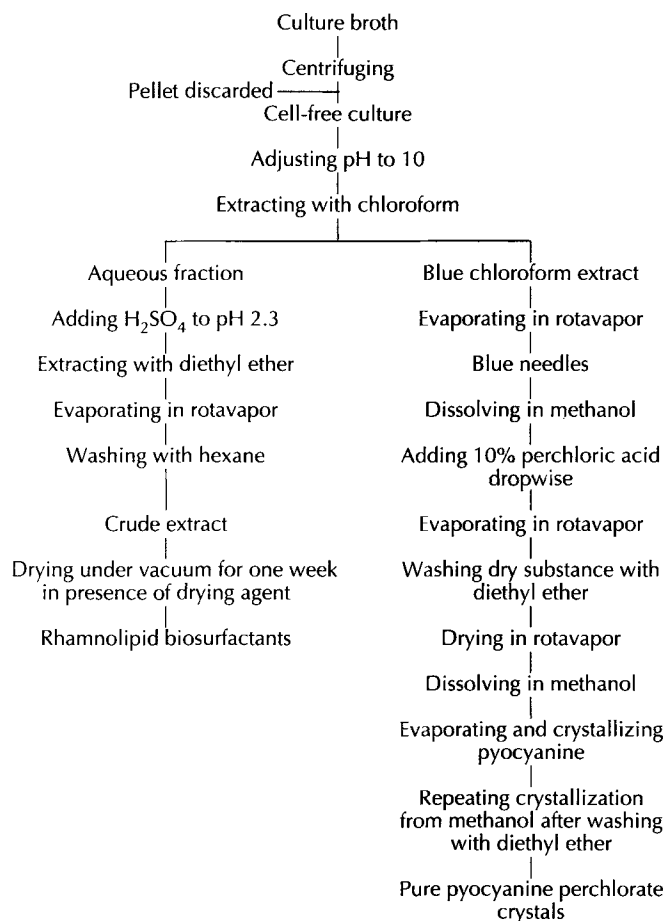 Culture broth
Centrifuging
Pellet discarded
Cell-free culture
Adjusting pH to 10
Extracting with chloroform
Aqueous fraction
Adding H₂SO₄ to pH 2.3
Extracting with diethyl ether
Evaporating in rotavapor
Washing with hexane
Crude extract
Drying under vacuum for one week
in presence of drying agent
Rhamnolipid biosurfactants
Blue chloroform extract
Evaporating in rotavapor
Blue needles
Dissolving in methanol
Adding 10% perchloric acid
dropwise
Evaporating in rotavapor
Washing dry substance with
diethyl ether
Drying in rotavapor
Dissolving in methanol
Evaporating and crystallizing
pyocyanine
Repeating crystallization
from methanol after washing
with diethyl ether
Pure pyocyanine perchlorate
crystals